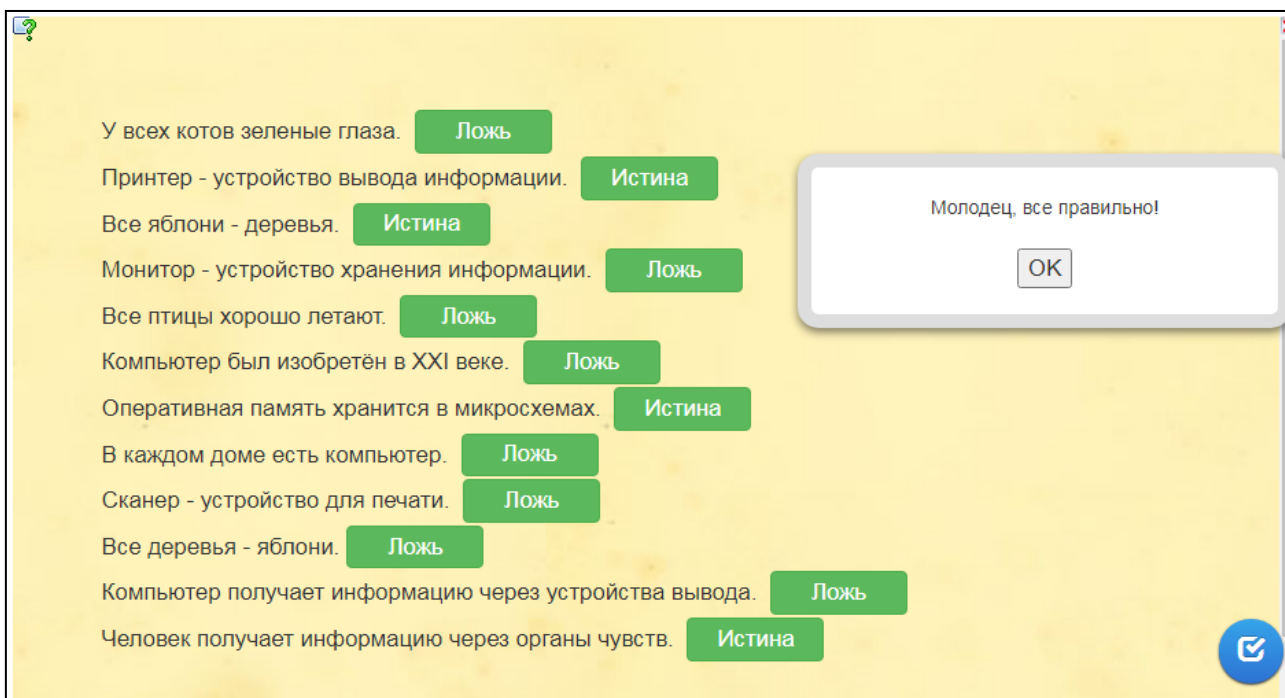 У всех котов зеленые глаза. Ложь
Принтер - устройство вывода информации. Истина
Все яблони - деревья. Истина
Монитор - устройство хранения информации. Ложь
Все птицы хорошо летают. Ложь
Компьютер был изобретён в XXI веке. Ложь
Оперативная память хранится в микросхемах. Истина
В каждом доме есть компьютер. Ложь
Сканер - устройство для печати. Ложь
Все деревья - яблони. Ложь
Компьютер получает информацию через устройства вывода. Ложь
Человек получает информацию через органы чувств. Истина
Молодец, все правильно!
OK